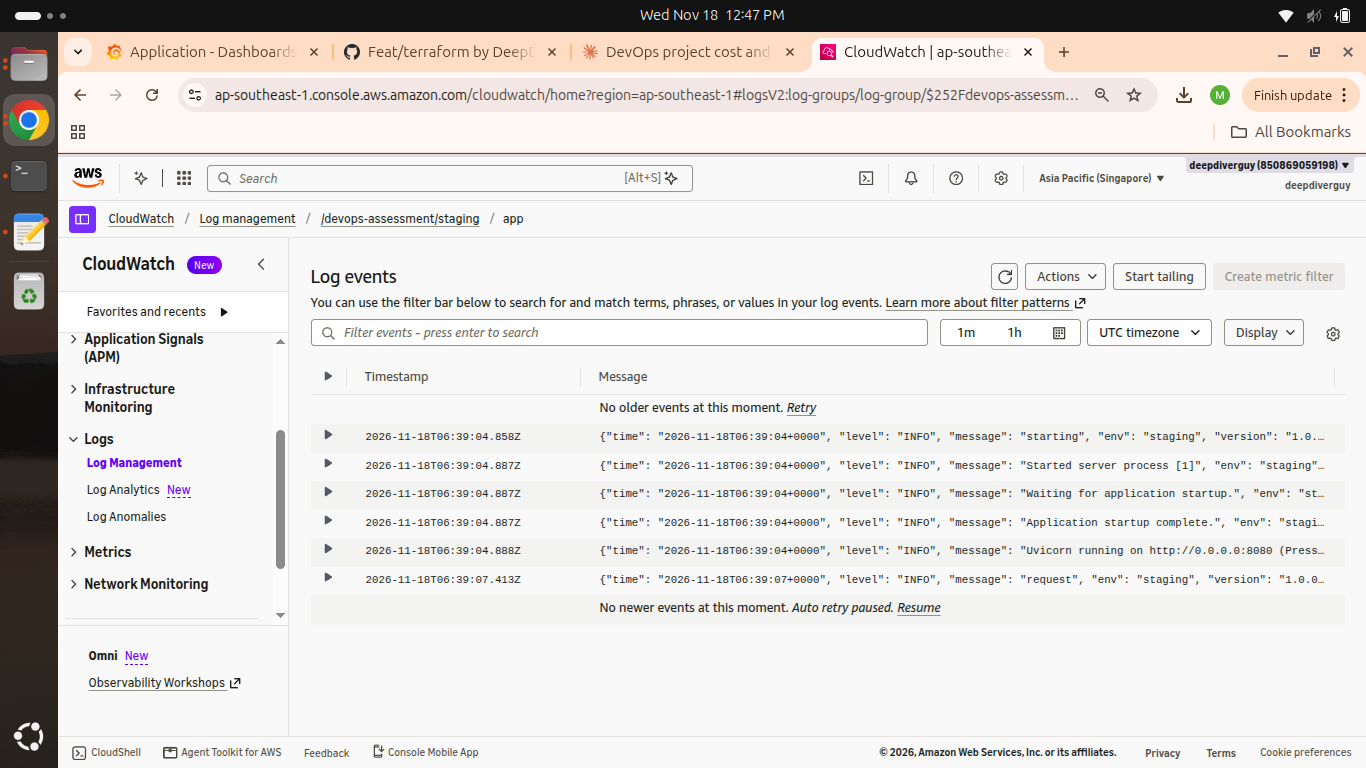 Wed Nov 18 12:47 PM
Application - Dashboards
Feat/terraform by DeepD
DevOps project cost and
CloudWatch | ap-southea
ap-southeast-1.console.aws.amazon.com/cloudwatch/home?region=ap-southeast-1#logsV2:log-groups/log-group/$252Fdevops-assessm…
M
Finish update
All Bookmarks
aws
Search
[Alt+S]
Asia Pacific (Singapore)
deepdiverguy (850869059198)
deepdiverguy
CloudWatch / Log management / /devops-assessment/staging / app
CloudWatch New
Favorites and recents
Application Signals
(APM)
Infrastructure
Monitoring
Logs
Log Management
Log Analytics New
Log Anomalies
Metrics
Network Monitoring
Omni New
Observability Workshops
Log events
Actions
Start tailing
Create metric filter
You can use the filter bar below to search for and match terms, phrases, or values in your log events. Learn more about filter patterns
Filter events - press enter to search
1m
1h
UTC timezone
Display
Timestamp Message
No older events at this moment. Retry
2026-11-18T06:39:04.858Z {"time": "2026-11-18T06:39:04+0000", "level": "INFO", "message": "starting", "env": "staging", "version": "1.0.…
2026-11-18T06:39:04.887Z {"time": "2026-11-18T06:39:04+0000", "level": "INFO", "message": "Started server process [1]", "env": "staging"…
2026-11-18T06:39:04.887Z {"time": "2026-11-18T06:39:04+0000", "level": "INFO", "message": "Waiting for application startup.", "env": "st…
2026-11-18T06:39:04.887Z {"time": "2026-11-18T06:39:04+0000", "level": "INFO", "message": "Application startup complete.", "env": "stagi…
2026-11-18T06:39:04.888Z {"time": "2026-11-18T06:39:04+0000", "level": "INFO", "message": "Uvicorn running on http://0.0.0.0:8080 (Press…
2026-11-18T06:39:07.413Z {"time": "2026-11-18T06:39:07+0000", "level": "INFO", "message": "request", "env": "staging", "version": "1.0.0…
No newer events at this moment. Auto retry paused. Resume
CloudShell
Agent Toolkit for AWS
Feedback
Console Mobile App
© 2026, Amazon Web Services, Inc. or its affiliates.
Privacy
Terms
Cookie preferences